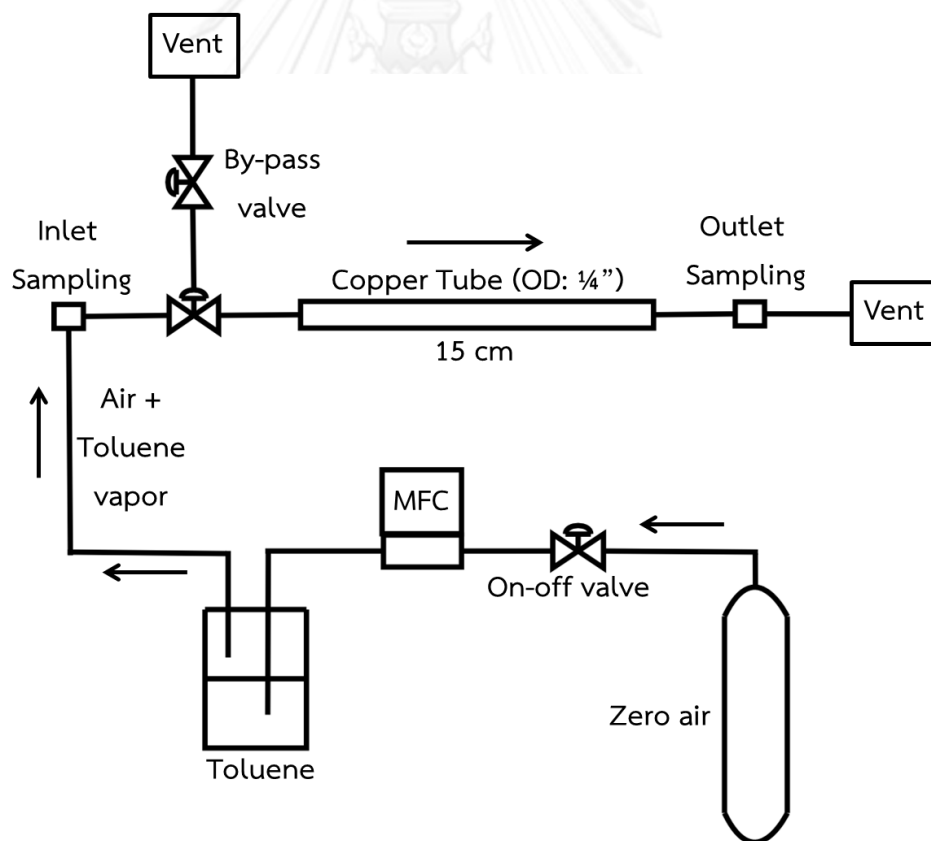 Vent
By-pass
valve
Inlet
Sampling
Outlet
Sampling
Copper Tube (OD: ¼”)
Vent
15 cm
Air +
Toluene
vapor
MFC
On-off valve
Zero air
Toluene